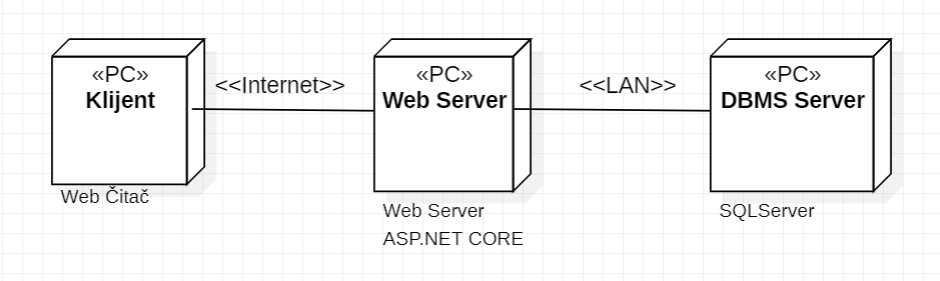 «PC»
Klijent
Web Čitač
<<Internet>>
«PC»
Web Server
Web Server
ASP.NET CORE
<<LAN>>
«PC»
DBMS Server
SQLServer